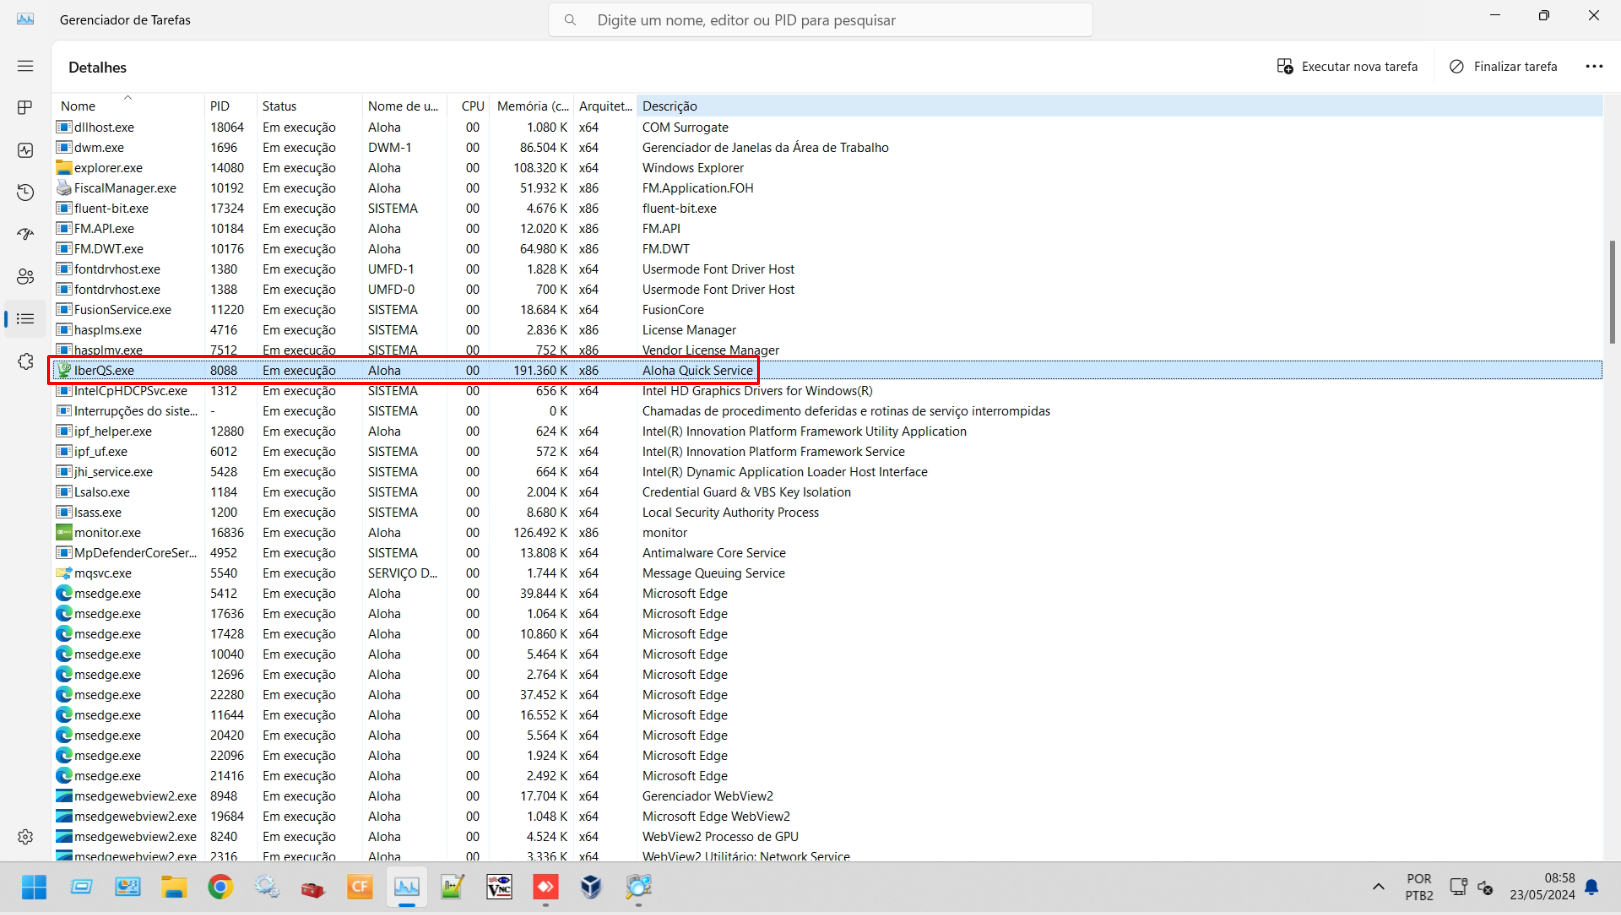 Gerenciador de Tarefas
Digite um nome, editor ou PID para pesquisar
Detalhes
Executar nova tarefa
Finalizar tarefa
Nome PID Status Nome de u... CPU Memória (c... Arquitet... Descrição
dllhost.exe 18064 Em execução Aloha 00 1.080 K x64 COM Surrogate
dwm.exe 1696 Em execução DWM-1 00 86.504 K x64 Gerenciador de Janelas da Área de Trabalho
explorer.exe 14080 Em execução Aloha 00 108.320 K x64 Windows Explorer
FiscalManager.exe 10192 Em execução Aloha 00 51.932 K x86 FM.Application.FOH
fluent-bit.exe 17324 Em execução SISTEMA 00 4.676 K x86 fluent-bit.exe
FM.API.exe 10184 Em execução Aloha 00 12.020 K x86 FM.API
FM.DWT.exe 10176 Em execução Aloha 00 64.980 K x86 FM.DWT
fontdrvhost.exe 1380 Em execução UMFD-1 00 1.828 K x64 Usermode Font Driver Host
fontdrvhost.exe 1388 Em execução UMFD-0 00 700 K x64 Usermode Font Driver Host
FusionService.exe 11220 Em execução SISTEMA 00 18.684 K x64 FusionCore
hasplms.exe 4716 Em execução SISTEMA 00 2.836 K x86 License Manager
hasplmv.exe 7512 Em execução SISTEMA 00 752 K x86 Vendor License Manager
IberQS.exe 8088 Em execução Aloha 00 191.360 K x86 Aloha Quick Service
IntelCpHDCPSvc.exe 1312 Em execução SISTEMA 00 656 K x64 Intel HD Graphics Drivers for Windows(R)
Interrupções do siste... - Em execução SISTEMA 00 0 K Chamadas de procedimento deferidas e rotinas de serviço interrompidas
ipf_helper.exe 12880 Em execução Aloha 00 624 K x64 Intel(R) Innovation Platform Framework Utility Application
ipf_uf.exe 6012 Em execução SISTEMA 00 572 K x64 Intel(R) Innovation Platform Framework Service
jhi_service.exe 5428 Em execução SISTEMA 00 664 K x64 Intel(R) Dynamic Application Loader Host Interface
LsaIso.exe 1184 Em execução SISTEMA 00 2.004 K x64 Credential Guard & VBS Key Isolation
lsass.exe 1200 Em execução SISTEMA 00 8.680 K x64 Local Security Authority Process
monitor.exe 16836 Em execução Aloha 00 126.492 K x86 monitor
MpDefenderCoreSer... 4952 Em execução SISTEMA 00 13.808 K x64 Antimalware Core Service
mqsvc.exe 5540 Em execução SERVIÇO D... 00 1.744 K x64 Message Queuing Service
msedge.exe 5412 Em execução Aloha 00 39.844 K x64 Microsoft Edge
msedge.exe 17636 Em execução Aloha 00 1.064 K x64 Microsoft Edge
msedge.exe 17428 Em execução Aloha 00 10.860 K x64 Microsoft Edge
msedge.exe 10040 Em execução Aloha 00 5.464 K x64 Microsoft Edge
msedge.exe 12696 Em execução Aloha 00 2.764 K x64 Microsoft Edge
msedge.exe 22280 Em execução Aloha 00 37.452 K x64 Microsoft Edge
msedge.exe 11644 Em execução Aloha 00 16.552 K x64 Microsoft Edge
msedge.exe 20420 Em execução Aloha 00 5.564 K x64 Microsoft Edge
msedge.exe 22096 Em execução Aloha 00 1.924 K x64 Microsoft Edge
msedge.exe 21416 Em execução Aloha 00 2.492 K x64 Microsoft Edge
msedgewebview2.exe 8948 Em execução Aloha 00 17.704 K x64 Gerenciador WebView2
msedgewebview2.exe 19684 Em execução Aloha 00 1.048 K x64 Microsoft Edge WebView2
msedgewebview2.exe 8240 Em execução Aloha 00 4.524 K x64 WebView2 Processo de GPU
msedgewebview2.exe 2316 Em execução Aloha 00 3.336 K x64 WebView2 Utilitário: Network Service
CF
VNC
POR
PTB2
08:58
23/05/2024